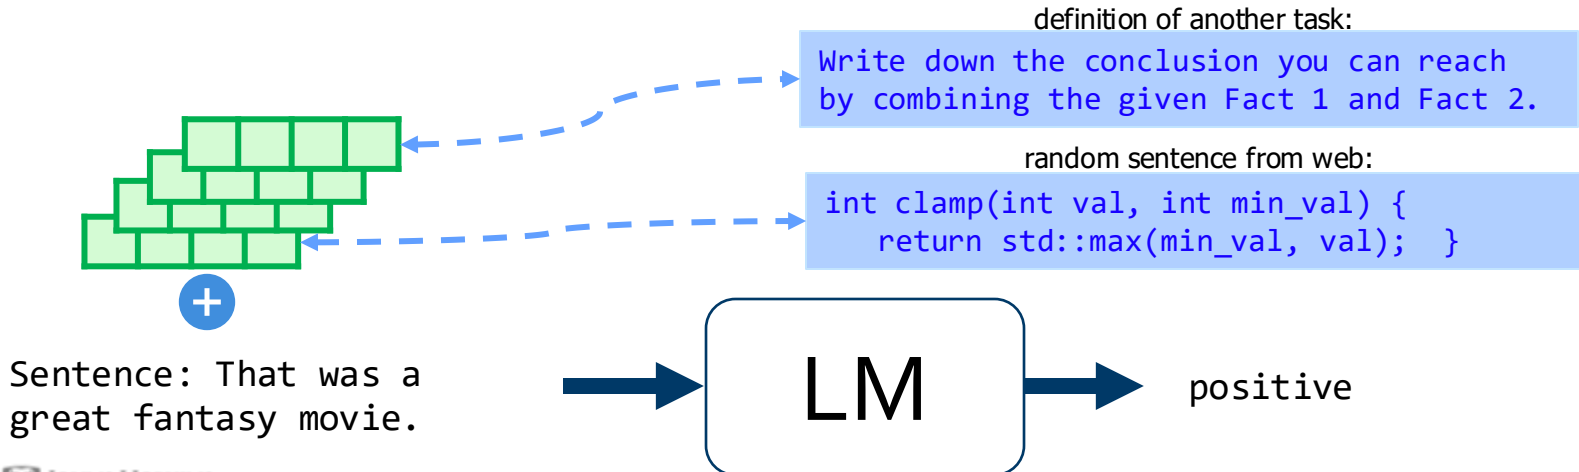 definition of another task:
Write down the conclusion you can reach
by combining the given Fact 1 and Fact 2.
random sentence from web:
int clamp(int val, int min_val) {
return std::max(min_val, val);  }
+
Sentence: That was a
great fantasy movie.
LM
positive